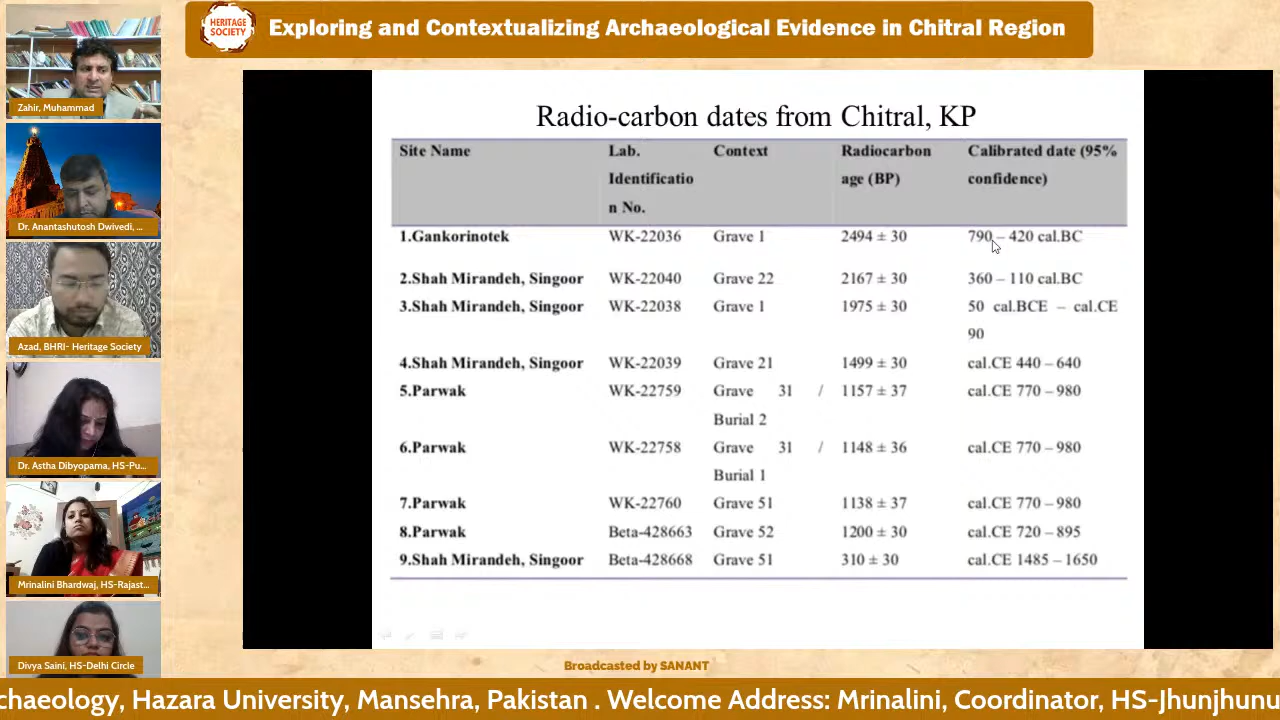 HERITAGE
SOCIETY
Exploring and Contextualizing Archaeological Evidence in Chitral Region
Zahir, Muhammad
Dr. Anantashutosh Dwivedi, ...
Azad, BHRI- Heritage Society
Dr. Astha Dibyopama, HS-Pu...
Mrinalini Bhardwaj, HS-Rajast...
Divya Saini, HS-Delhi Circle
Radio-carbon dates from Chitral, KP
Site Name Lab. Context Radiocarbon Calibrated date (95%
Identificatio age (BP) confidence)
n No.
1.Gankorinotek WK-22036 Grave 1 2494 ± 30 790 – 420 cal.BC
2.Shah Mirandeh, Singoor WK-22040 Grave 22 2167 ± 30 360 – 110 cal.BC
3.Shah Mirandeh, Singoor WK-22038 Grave 1 1975 ± 30 50 cal.BCE – cal.CE
90
4.Shah Mirandeh, Singoor WK-22039 Grave 21 1499 ± 30 cal.CE 440 – 640
5.Parwak WK-22759 Grave 31 / 1157 ± 37 cal.CE 770 – 980
Burial 2
6.Parwak WK-22758 Grave 31 / 1148 ± 36 cal.CE 770 – 980
Burial 1
7.Parwak WK-22760 Grave 51 1138 ± 37 cal.CE 770 – 980
8.Parwak Beta-428663 Grave 52 1200 ± 30 cal.CE 720 – 895
9.Shah Mirandeh, Singoor Beta-428668 Grave 51 310 ± 30 cal.CE 1485 – 1650
Broadcasted by SANANT
chaeology, Hazara University, Mansehra, Pakistan . Welcome Address: Mrinalini, Coordinator, HS-Jhunjhunu